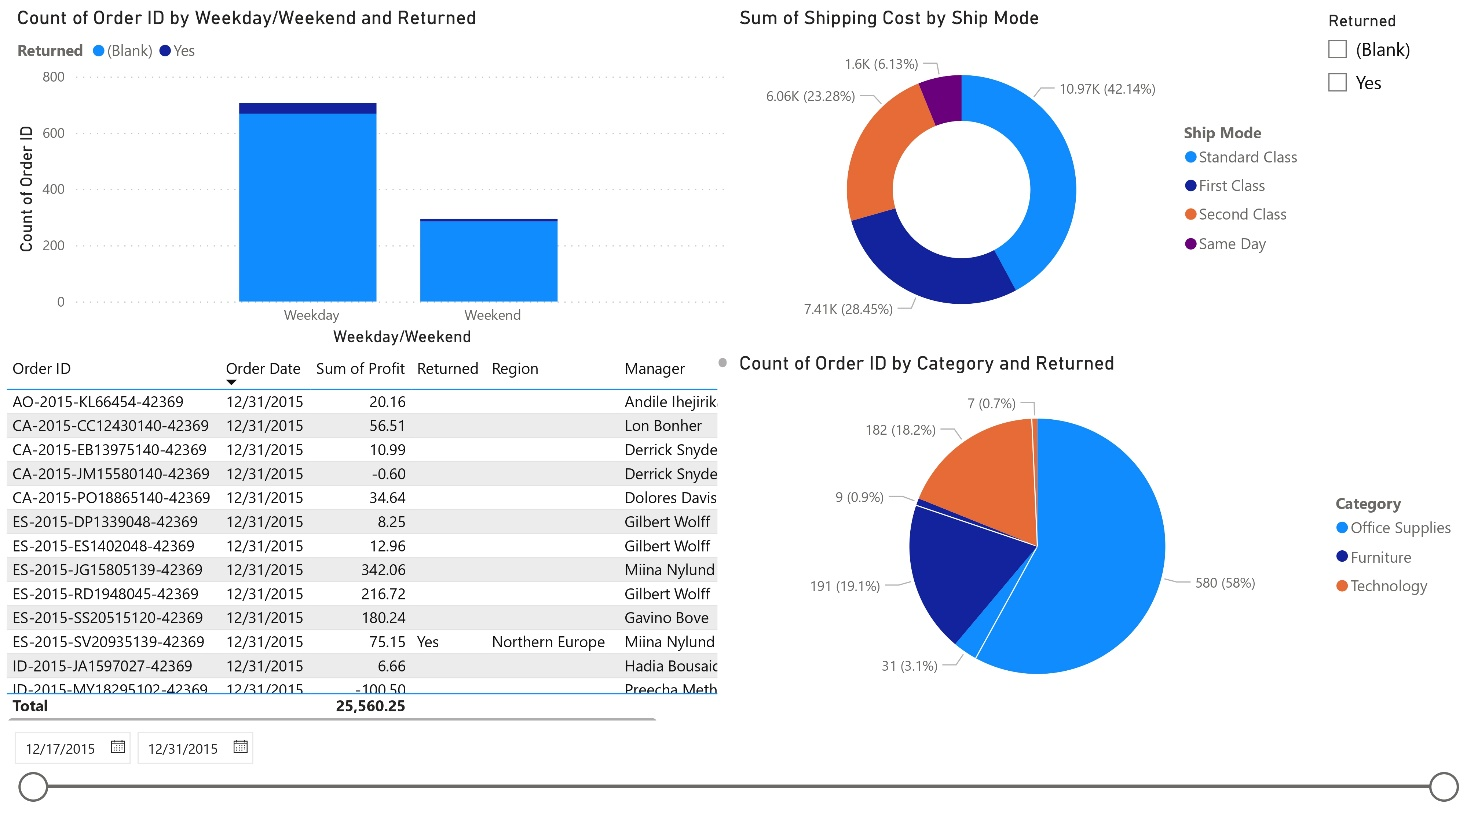 Count of Order ID by Weekday/Weekend and Returned
Returned (Blank) Yes
800
600
400
200
0
Count of Order ID
Weekday Weekend
Weekday/Weekend
Sum of Shipping Cost by Ship Mode
1.6K (6.13%)
10.97K (42.14%)
6.06K (23.28%)
7.41K (28.45%)
Ship Mode
Standard Class
First Class
Second Class
Same Day
Returned
(Blank)
Yes
Order ID Order Date Sum of Profit Returned Region Manager
AO-2015-KL66454-42369 12/31/2015 20.16 Andile Ihejirik
CA-2015-CC12430140-42369 12/31/2015 56.51 Lon Bonher
CA-2015-EB13975140-42369 12/31/2015 10.99 Derrick Snyde
CA-2015-JM15580140-42369 12/31/2015 -0.60 Derrick Snyde
CA-2015-PO18865140-42369 12/31/2015 34.64 Dolores Davis
ES-2015-DP1339048-42369 12/31/2015 8.25 Gilbert Wolff
ES-2015-ES1402048-42369 12/31/2015 12.96 Gilbert Wolff
ES-2015-JG15805139-42369 12/31/2015 342.06 Miina Nylund
ES-2015-RD1948045-42369 12/31/2015 216.72 Gilbert Wolff
ES-2015-SS20515120-42369 12/31/2015 180.24 Gavino Bove
ES-2015-SV20935139-42369 12/31/2015 75.15 Yes Northern Europe Miina Nylund
ID-2015-JA1597027-42369 12/31/2015 6.66 Hadia Bousaid
ID-2015-MY18295102-42369 12/31/2015 -100.50 Preecha Meth
Total 25,560.25
12/17/2015 12/31/2015
Count of Order ID by Category and Returned
7 (0.7%)
182 (18.2%)
9 (0.9%)
191 (19.1%)
580 (58%)
31 (3.1%)
Category
Office Supplies
Furniture
Technology